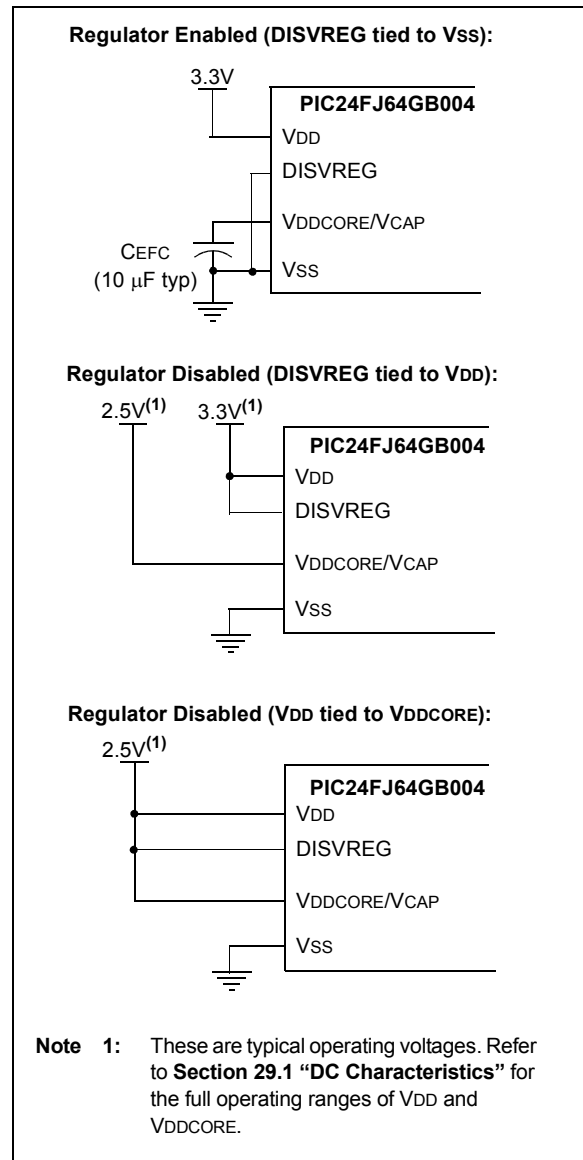 Regulator Enabled (DISVREG tied to VSS):
3.3V
PIC24FJ64GB004
VDD
DISVREG
VDDCORE/VCAP
CEFC
(10 μF typ)
VSS
Regulator Disabled (DISVREG tied to VDD):
2.5V(1) 3.3V(1)
PIC24FJ64GB004
VDD
DISVREG
VDDCORE/VCAP
VSS
Regulator Disabled (VDD tied to VDDCORE):
2.5V(1)
PIC24FJ64GB004
VDD
DISVREG
VDDCORE/VCAP
VSS
Note 1: These are typical operating voltages. Refer
to Section 29.1 “DC Characteristics” for
the full operating ranges of VDD and
VDDCORE.